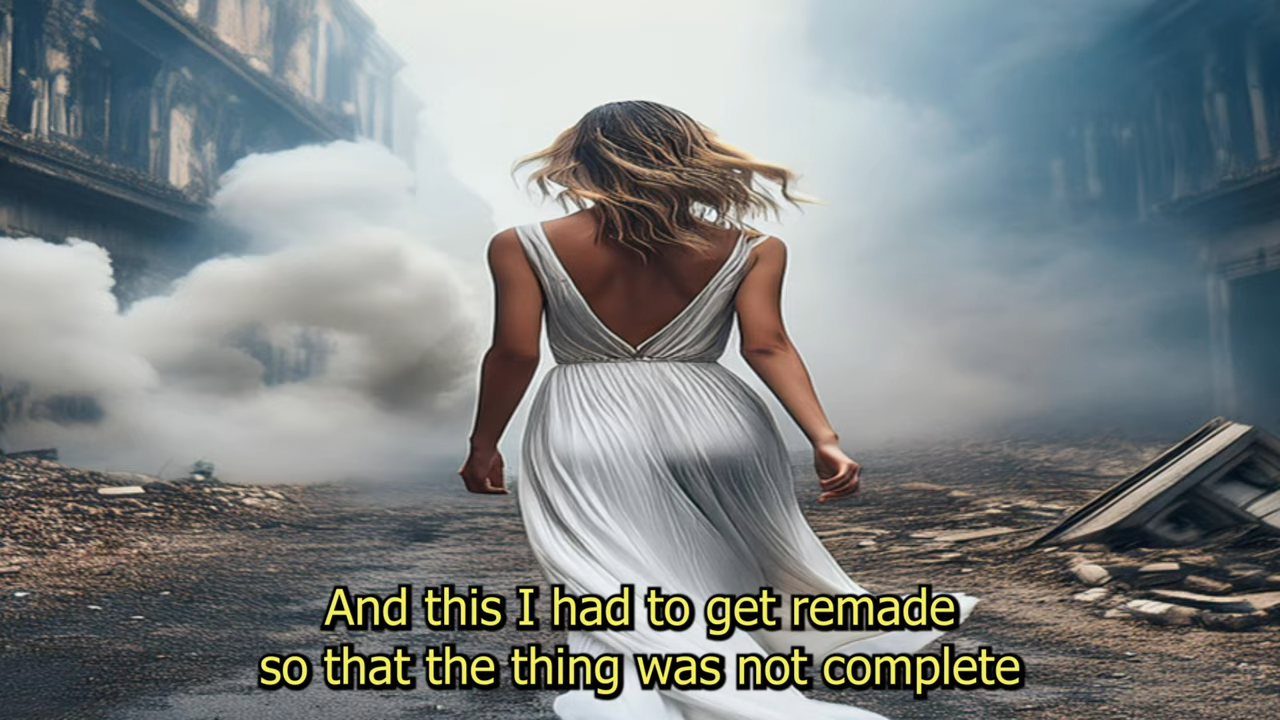 And this I had to get remade
so that the thing was not complete